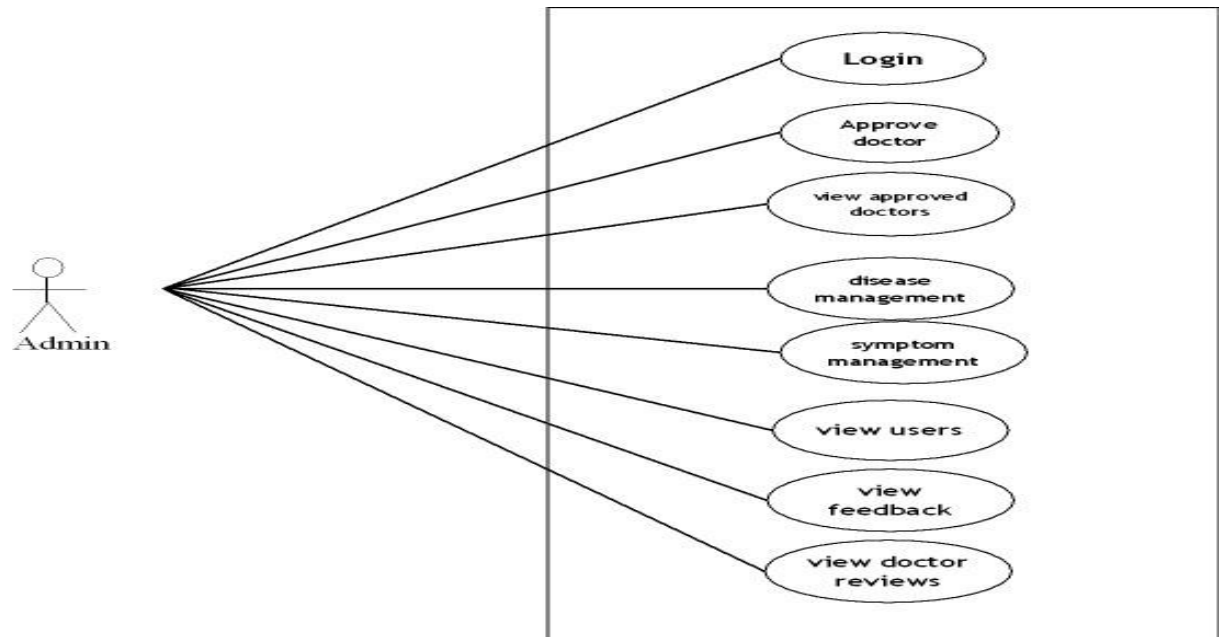 Login
Approve
doctor
view approved
doctors
disease
management
Admin
symptom
management
view users
view
feedback
view doctor
reviews